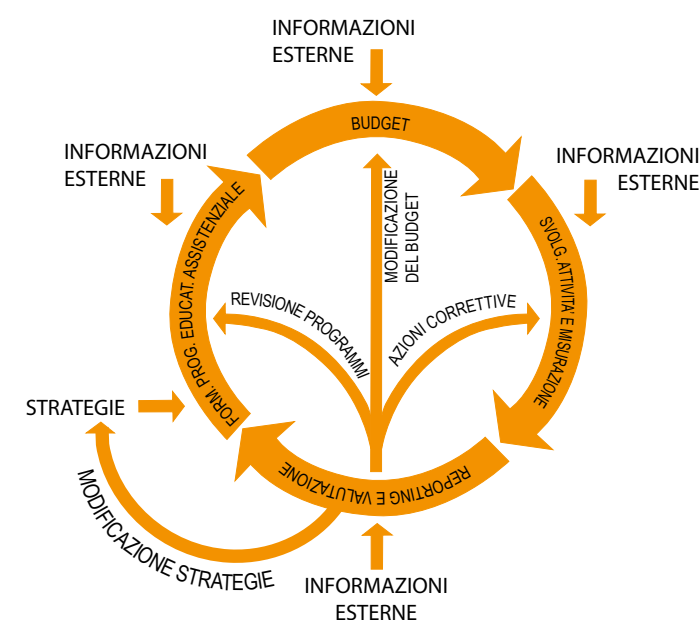 INFORMAZIONI
ESTERNE
BUDGET
INFORMAZIONI
ESTERNE
INFORMAZIONI
ESTERNE
MODIFICAZIONE
DEL BUDGET
SVOLG. ATTIVITA' E MISURAZIONE
FORM. PROG. EDUCAT. ASSISTENZIALE
REVISIONE PROGRAMMI
AZIONI CORRETTIVE
STRATEGIE
REPORTING E VALUTAZIONE
MODIFICAZIONE STRATEGIE
INFORMAZIONI
ESTERNE